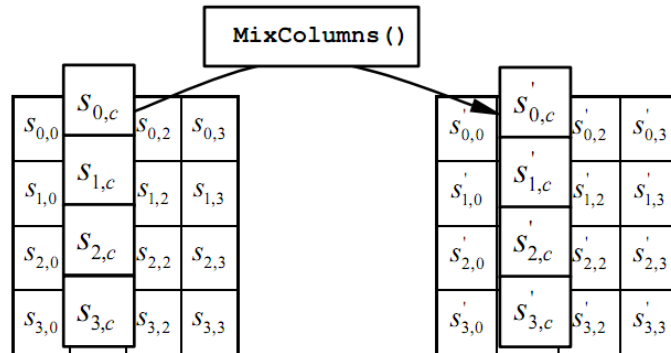 MixColumns()
s0,c s'0,c
s0,0 s0,2 s0,3 s'0,0 s'0,2 s'0,3
s1,c s'1,c
s1,0 s1,2 s1,3 s'1,0 s'1,2 s'1,3
s2,c s'2,c
s2,0 s2,2 s2,3 s'2,0 s'2,2 s'2,3
s3,c s'3,c
s3,0 s3,2 s3,3 s'3,0 s'3,2 s'3,3